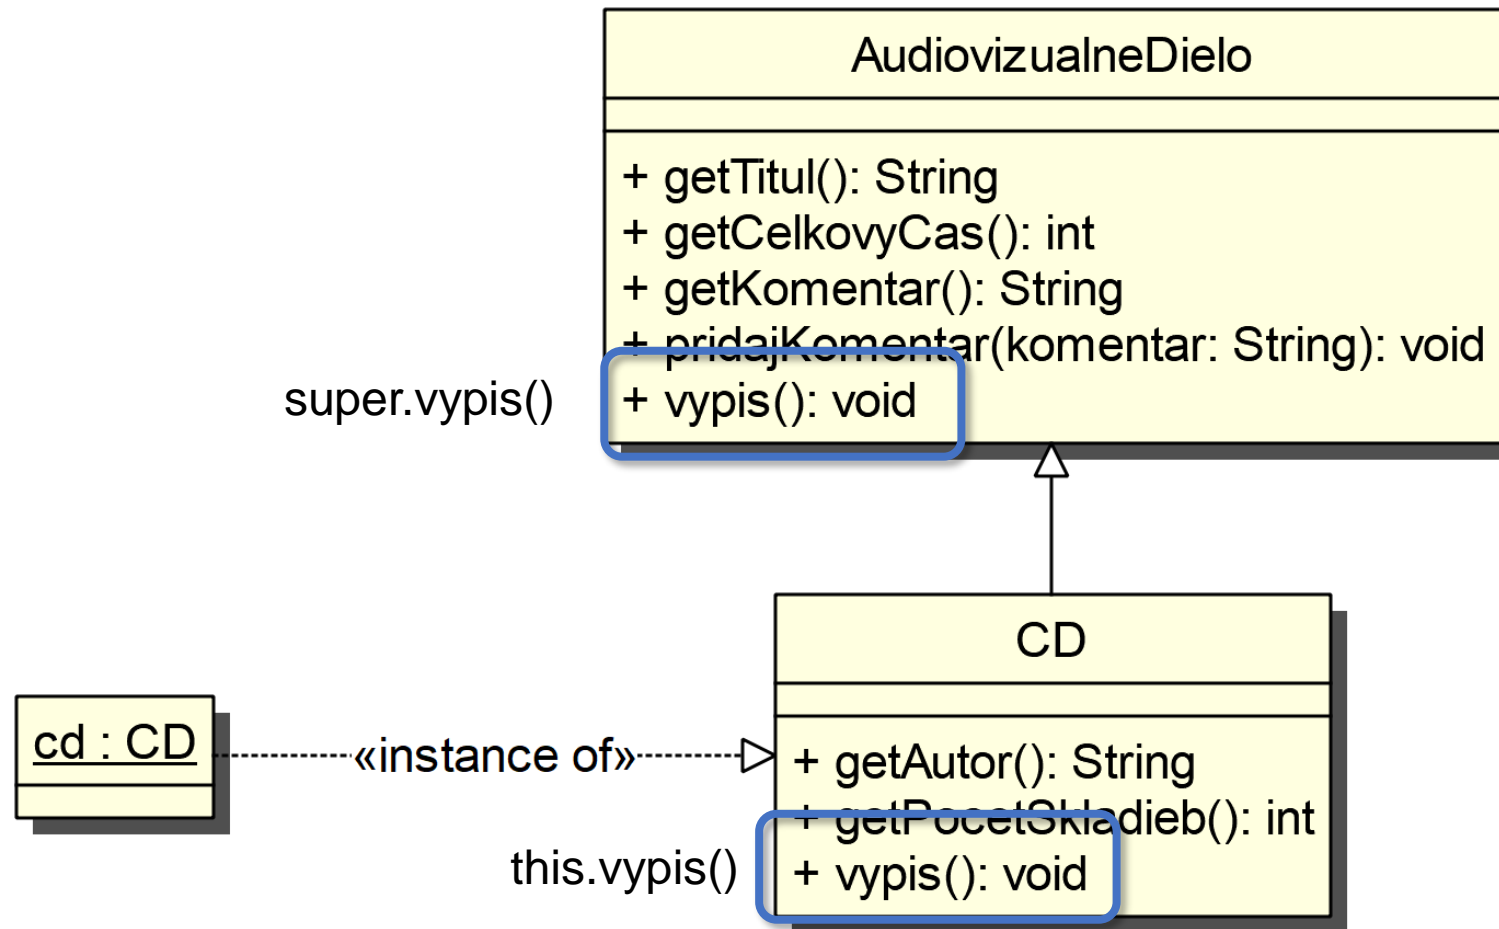 AudiovizualneDielo
+ getTitul(): String
+ getCelkovyCas(): int
+ getKomentar(): String
+ pridajKomentar(komentar: String): void
super.vypis()
+ vypis(): void
CD
cd : CD
«instance of»
+ getAutor(): String
+ getPocetSkladieb(): int
this.vypis()
+ vypis(): void